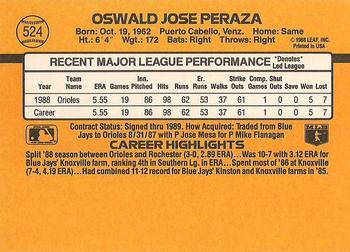 524
OSWALD JOSE PERAZA
Born: Oct. 19, 1962 Puerto Cabello, Venz. Home: Same
Ht: 6'4" Wgt.: 172 Bats: Right Throws: Right
© 1988 LEAF, INC.
Printed in USA
RECENT MAJOR LEAGUE PERFORMANCE *Denotes* Led League
Year Team ERA Games Inn. Pitched Hits Runs Er. Runs Walks Strike Outs Comp. Games Shut Outs Save Won Lost
1988 Orioles 5.55 19 86 98 62 53 37 61 1 0 0 5 7
Career 5.55 19 86 98 62 53 37 61 1 0 0 5 7
Contract Status: Signed thru 1989. How Acquired: Traded from Blue
Jays to Orioles 8/31/87 with P Jose Mesa for P Mike Flanagan
CAREER HIGHLIGHTS
Split '88 season between Orioles and Rochester (3-0, 2.89 ERA). Was 10-7 with 3.12 ERA for
Blue Jays' Knoxville farm, ranking 4th in Southern Lg. in ERA... Spent most of '86 at Knoxville
(7-4, 4.19 ERA). Had combined 11-12 record for Blue Jays' Kinston and Knoxville farms in '85.